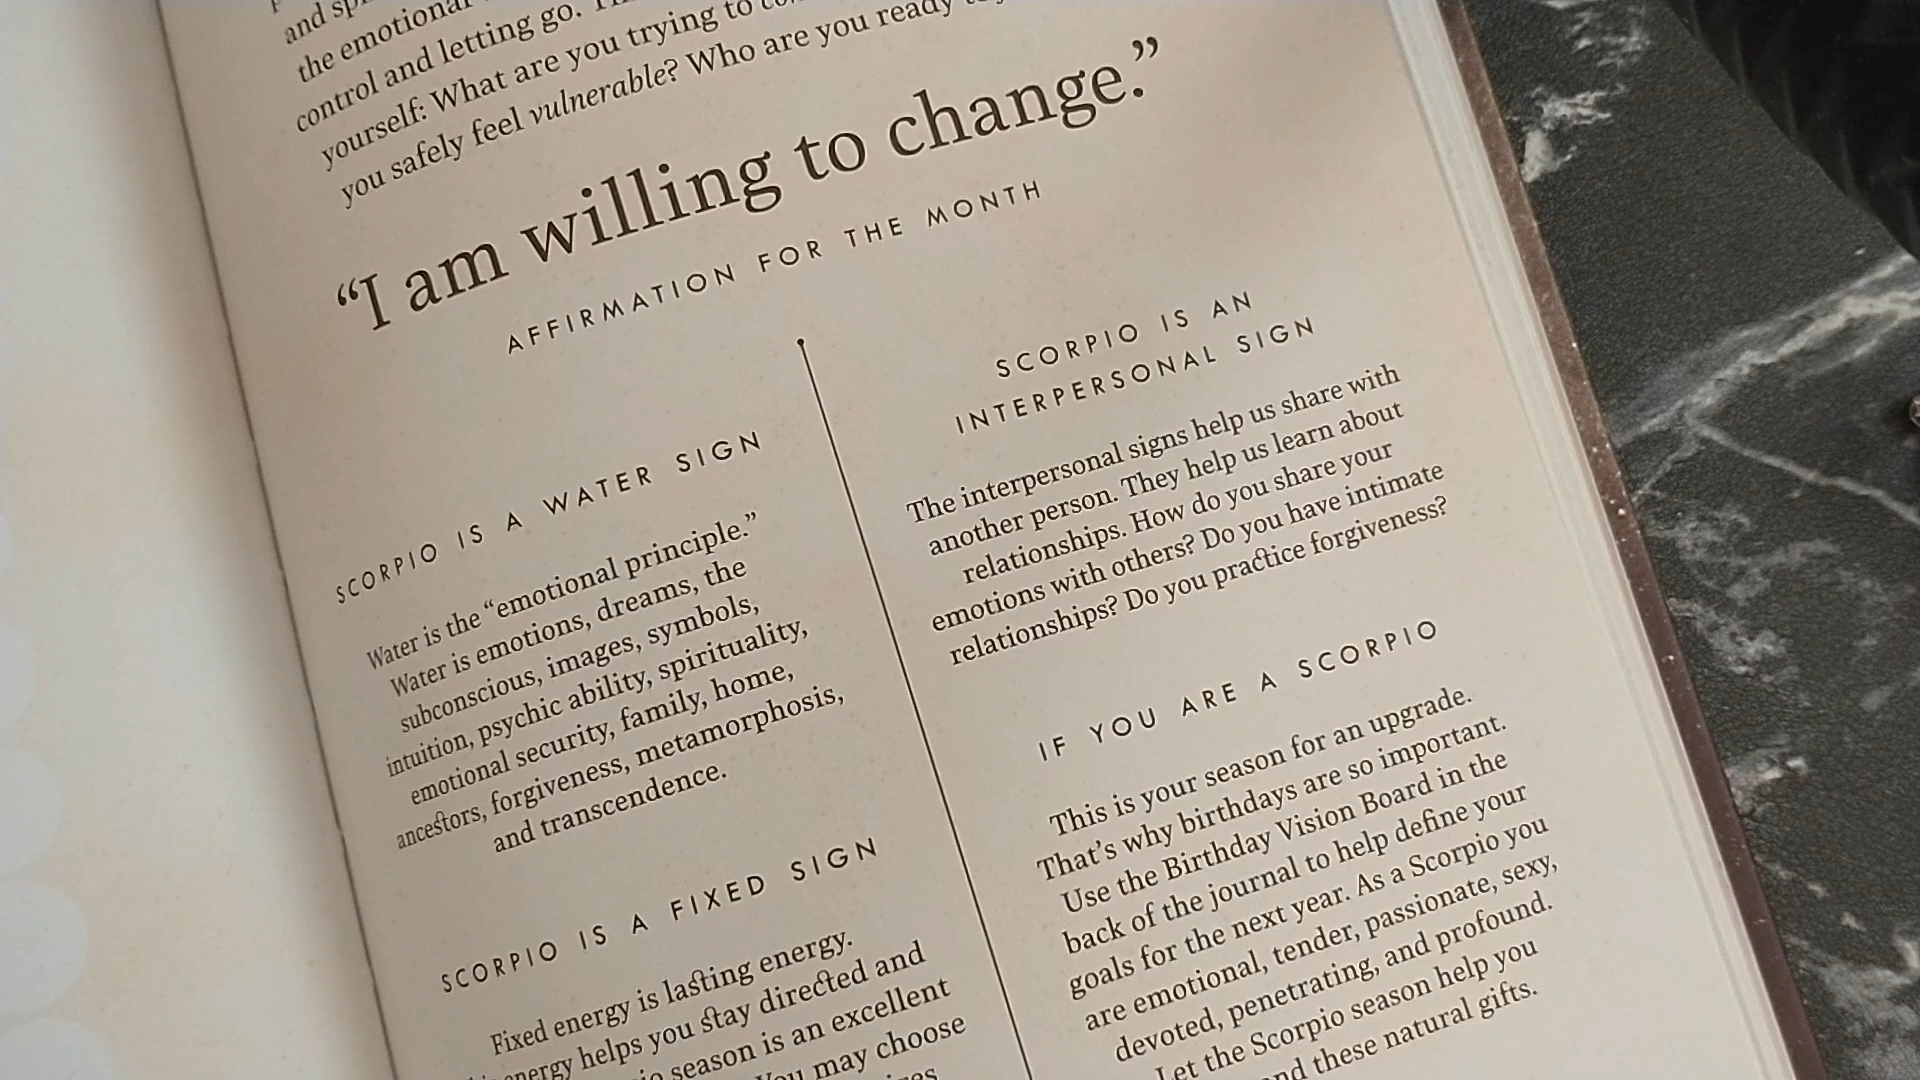 and
the emotional
control and letting go.
yourself: What are you trying to
you safely feel vulnerable? Who are you ready
“I am willing to change.”
AFFIRMATION FOR THE MONTH
SCORPIO IS A WATER SIGN
Water is the “emotional principle.”
Water is emotions, dreams, the
subconscious, images, symbols,
intuition, psychic ability, spirituality,
emotional security, family, home,
ancestors, forgiveness, metamorphosis,
and transcendence.
SCORPIO IS A FIXED SIGN
Fixed energy is lasting energy.
energy helps you stay directed and
season is an excellent
You may choose
SCORPIO IS AN
INTERPERSONAL SIGN
The interpersonal signs help us share with
another person. They help us learn about
relationships. How do you share your
emotions with others? Do you have intimate
relationships? Do you practice forgiveness?
IF YOU ARE A SCORPIO
This is your season for an upgrade.
That’s why birthdays are so important.
Use the Birthday Vision Board in the
back of the journal to help define your
goals for the next year. As a Scorpio you
are emotional, tender, passionate, sexy,
devoted, penetrating, and profound.
Let the Scorpio season help you
these natural gifts.